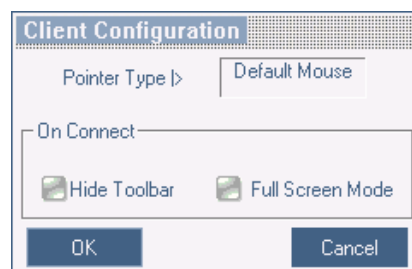 Client Configuration
Pointer Type |> Default Mouse
On Connect
Hide Toolbar Full Screen Mode
OK Cancel